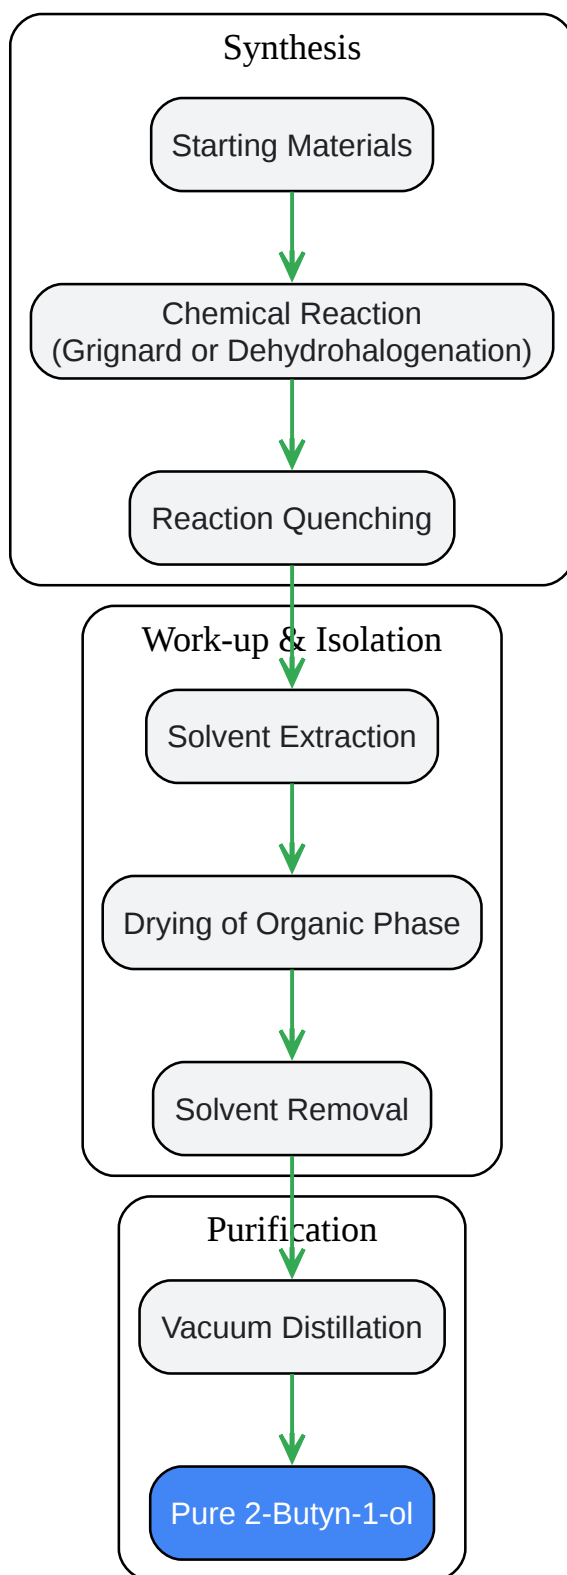 Synthesis
Starting Materials
Chemical Reaction
(Grignard or Dehydrohalogenation)
Reaction Quenching
Work-up & Isolation
Solvent Extraction
Drying of Organic Phase
Solvent Removal
Purification
Vacuum Distillation
Pure 2-Butyn-1-ol